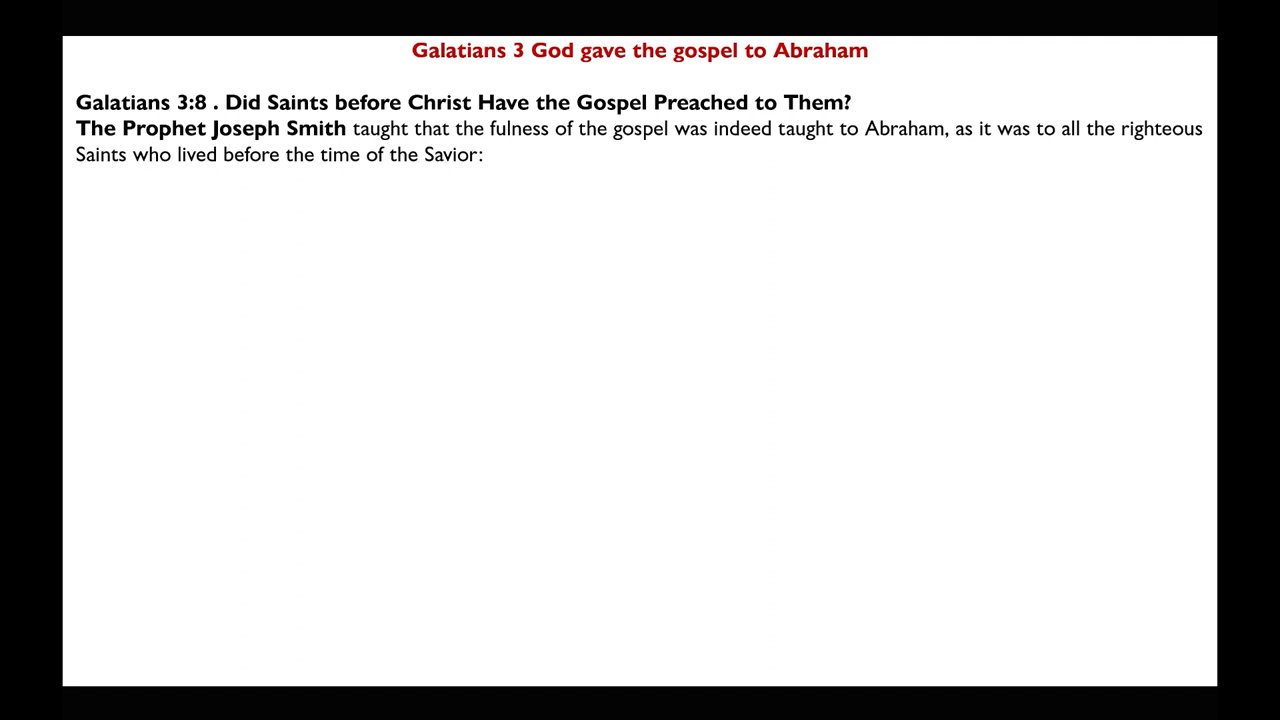 Galatians 3 God gave the gospel to Abraham
Galatians 3:8 . Did Saints before Christ Have the Gospel Preached to Them?
The Prophet Joseph Smith taught that the fulness of the gospel was indeed taught to Abraham, as it was to all the righteous
Saints who lived before the time of the Savior: